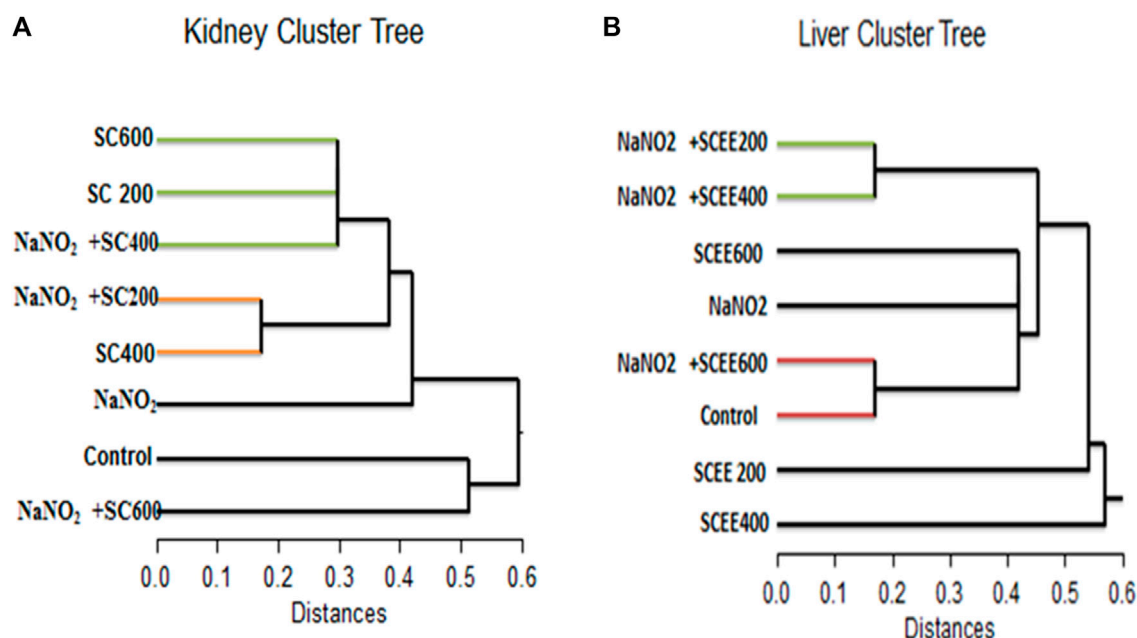 A
Kidney Cluster Tree
SC600
SC 200
NaNO₂ +SC400
NaNO₂ +SC200
SC400
NaNO₂
Control
NaNO₂ +SC600
0.0 0.1 0.2 0.3 0.4 0.5 0.6
Distances
B
Liver Cluster Tree
NaNO2 +SCEE200
NaNO2 +SCEE400
SCEE600
NaNO2
NaNO2 +SCEE600
Control
SCEE 200
SCEE400
0.0 0.1 0.2 0.3 0.4 0.5 0.6
Distances